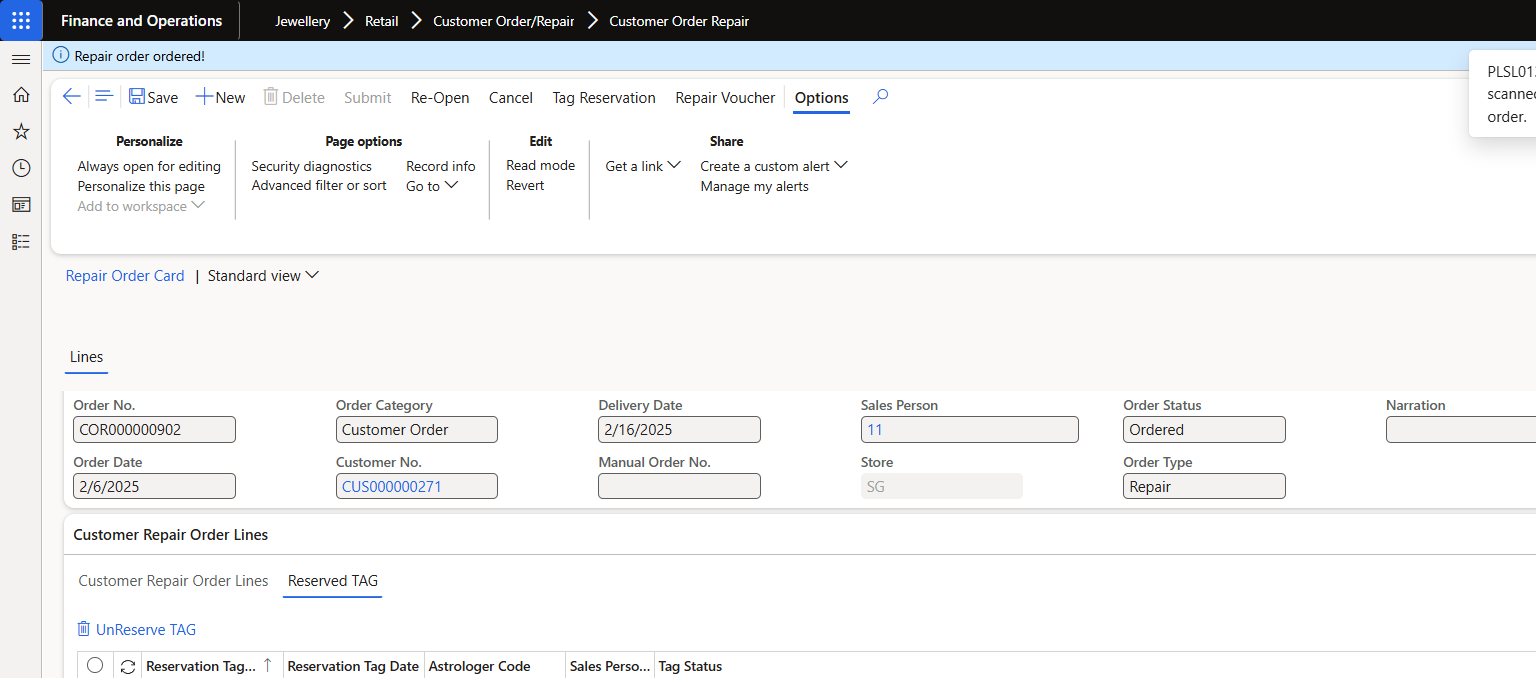 Finance and Operations
Jewellery Retail Customer Order/Repair Customer Order Repair
Repair order ordered!
PLSL01
scanned
order.
Save New Delete Submit Re-Open Cancel Tag Reservation Repair Voucher Options
Personalize
Always open for editing
Personalize this page
Add to workspace
Page options
Security diagnostics Record info
Advanced filter or sort Go to
Edit
Read mode
Revert
Share
Get a link Create a custom alert
Manage my alerts
Repair Order Card | Standard view
Lines
Order No. Order Category Delivery Date Sales Person Order Status Narration
COR000000902 Customer Order 2/16/2025 11 Ordered
Order Date Customer No. Manual Order No. Store Order Type
2/6/2025 CUS000000271 SG Repair
Customer Repair Order Lines
Customer Repair Order Lines Reserved TAG
UnReserve TAG
Reservation Tag... Reservation Tag Date Astrologer Code Sales Perso... Tag Status